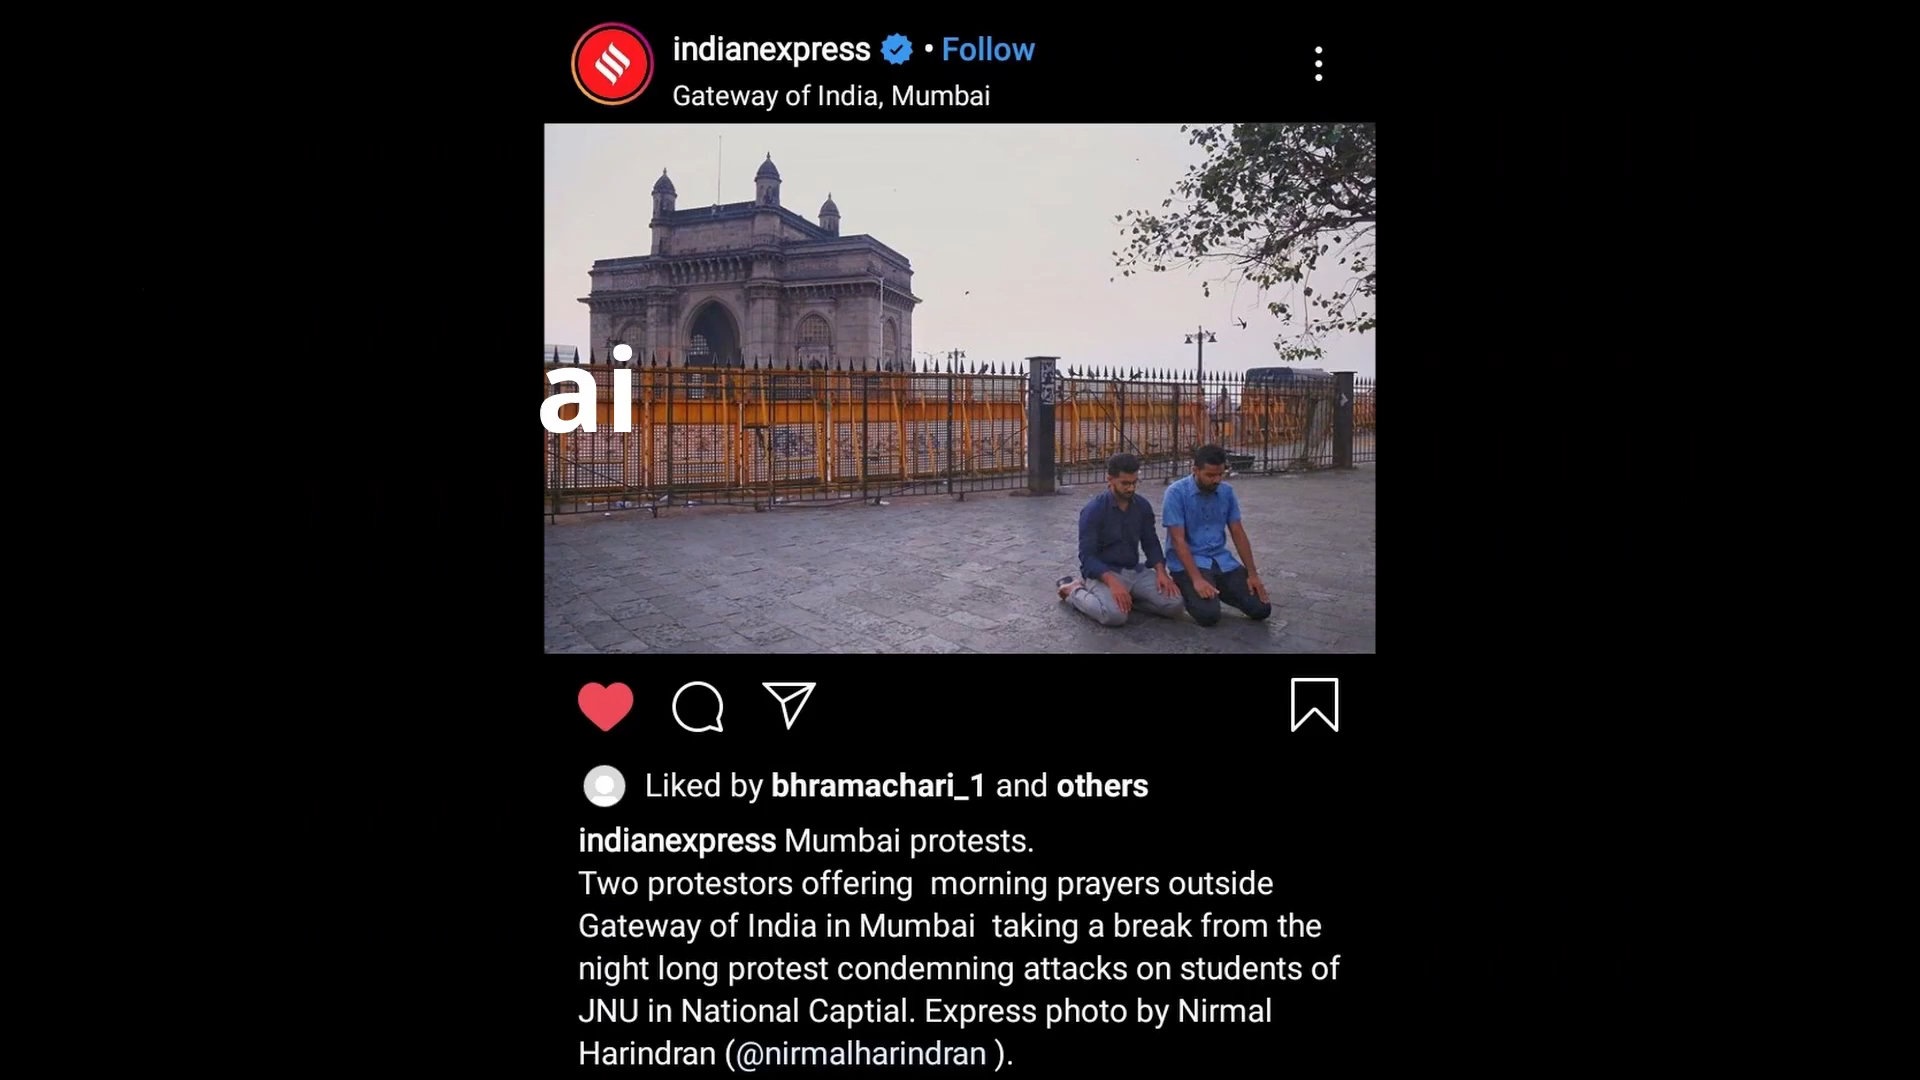 indianexpress • Follow
Gateway of India, Mumbai
ai
Liked by bhramachari_1 and others
indianexpress Mumbai protests.
Two protestors offering  morning prayers outside
Gateway of India in Mumbai  taking a break from the
night long protest condemning attacks on students of
JNU in National Captial. Express photo by Nirmal
Harindran (@nirmalharindran ).